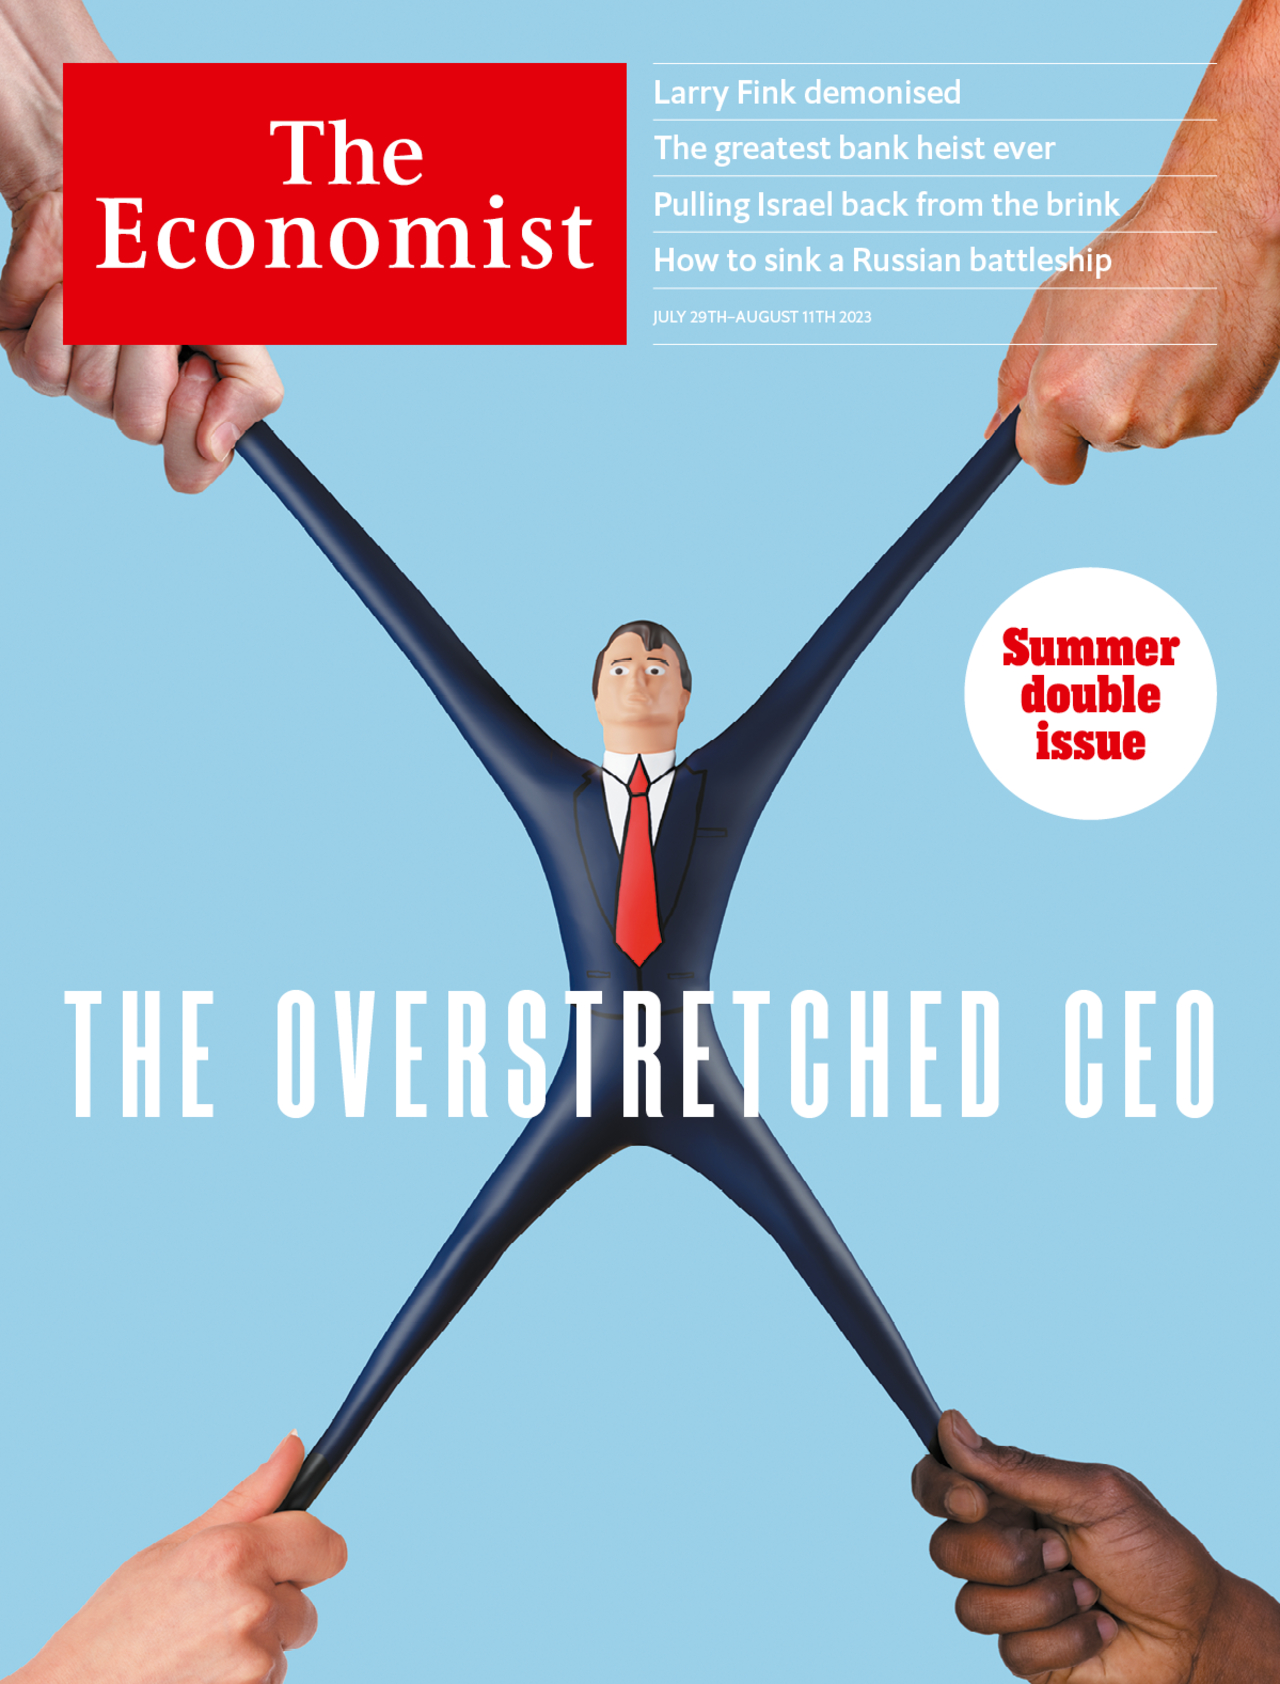 The
Economist
Larry Fink demonised
The greatest bank heist ever
Pulling Israel back from the brink
How to sink a Russian battleship
JULY 29TH–AUGUST 11TH 2023
Summer
double
issue
THE OVERSTRETCHED CEO